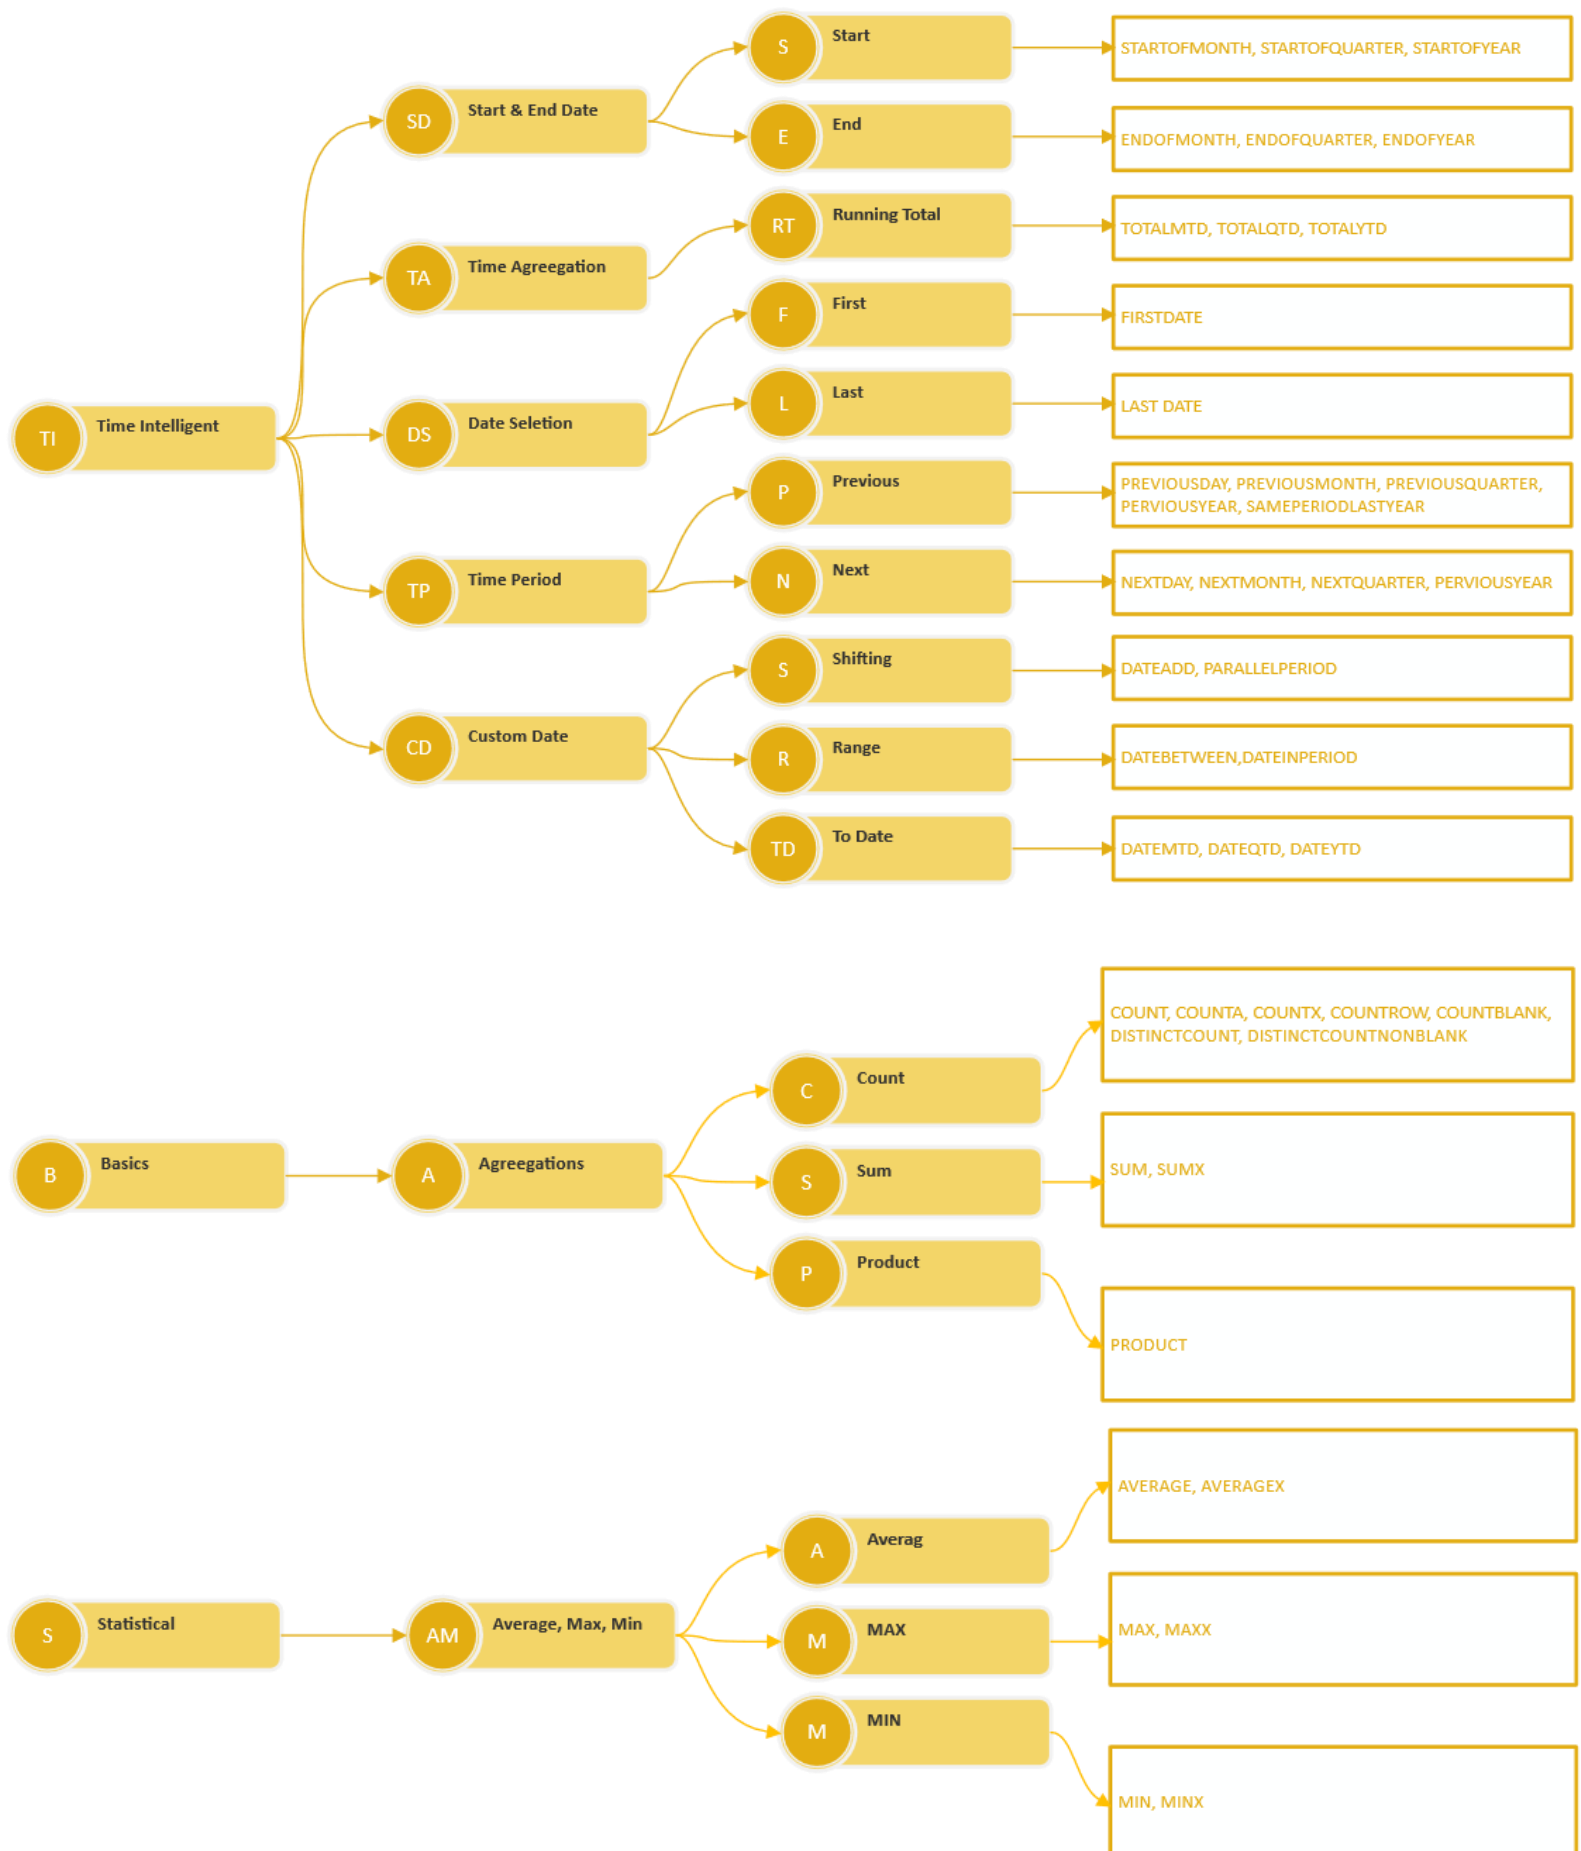 S
Start
STARTOFMONTH, STARTOFQUARTER, STARTOFYEAR
SD
Start & End Date
E
End
ENDOFMONTH, ENDOFQUARTER, ENDOFYEAR
RT
Running Total
TOTALMTD, TOTALQTD, TOTALYTD
TA
Time Agreegation
F
First
FIRSTDATE
L
Last
LAST DATE
TI
Time Intelligent
DS
Date Seletion
P
Previous
PREVIOUSDAY, PREVIOUSMONTH, PREVIOUSQUARTER,
PERVIOUSYEAR, SAMEPERIODLASTYEAR
TP
Time Period
N
Next
NEXTDAY, NEXTMONTH, NEXTQUARTER, PERVIOUSYEAR
S
Shifting
DATEADD, PARALLELPERIOD
CD
Custom Date
R
Range
DATEBETWEEN,DATEINPERIOD
TD
To Date
DATEMTD, DATEQTD, DATEYTD
COUNT, COUNTA, COUNTX, COUNTROW, COUNTBLANK,
DISTINCTCOUNT, DISTINCTCOUNTNONBLANK
C
Count
B
Basics
A
Agreegations
S
Sum
SUM, SUMX
P
Product
PRODUCT
AVERAGE, AVERAGEX
A
Averag
S
Statistical
AM
Average, Max, Min
M
MAX
MAX, MAXX
M
MIN
MIN, MINX